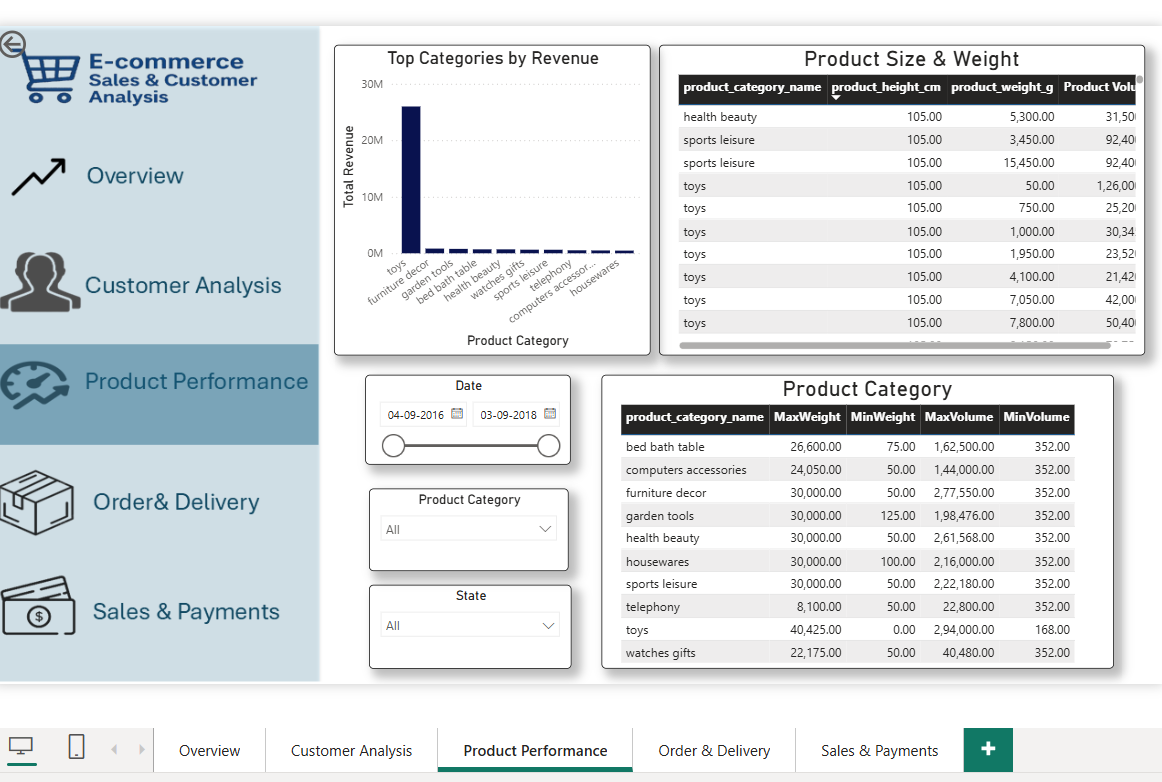 E-commerce
Sales & Customer
Analysis
Overview
Customer Analysis
Product Performance
Order& Delivery
$
Sales & Payments
Top Categories by Revenue
30M
20M
10M
0M
Total Revenue
toys
furniture decor
garden tools
bed bath table
health beauty
watches gifts
sports leisure
telephony
computers accessor...
housewares
Product Category
Product Size & Weight
product_category_name product_height_cm product_weight_g Product Volu
health beauty 105.00 5,300.00 31,50
sports leisure 105.00 3,450.00 92,40
sports leisure 105.00 15,450.00 92,40
toys 105.00 50.00 1,26,00
toys 105.00 750.00 25,20
toys 105.00 1,000.00 30,34
toys 105.00 1,950.00 23,52
toys 105.00 4,100.00 21,42
toys 105.00 7,050.00 42,00
toys 105.00 7,800.00 50,40
Date
04-09-2016 03-09-2018
Product Category
All
State
All
Product Category
product_category_name MaxWeight MinWeight MaxVolume MinVolume
bed bath table 26,600.00 75.00 1,62,500.00 352.00
computers accessories 24,050.00 50.00 1,44,000.00 352.00
furniture decor 30,000.00 50.00 2,77,550.00 352.00
garden tools 30,000.00 125.00 1,98,476.00 352.00
health beauty 30,000.00 50.00 2,61,568.00 352.00
housewares 30,000.00 100.00 2,16,000.00 352.00
sports leisure 30,000.00 50.00 2,22,180.00 352.00
telephony 8,100.00 50.00 22,800.00 352.00
toys 40,425.00 0.00 2,94,000.00 168.00
watches gifts 22,175.00 50.00 40,480.00 352.00
Overview Customer Analysis Product Performance Order & Delivery Sales & Payments +